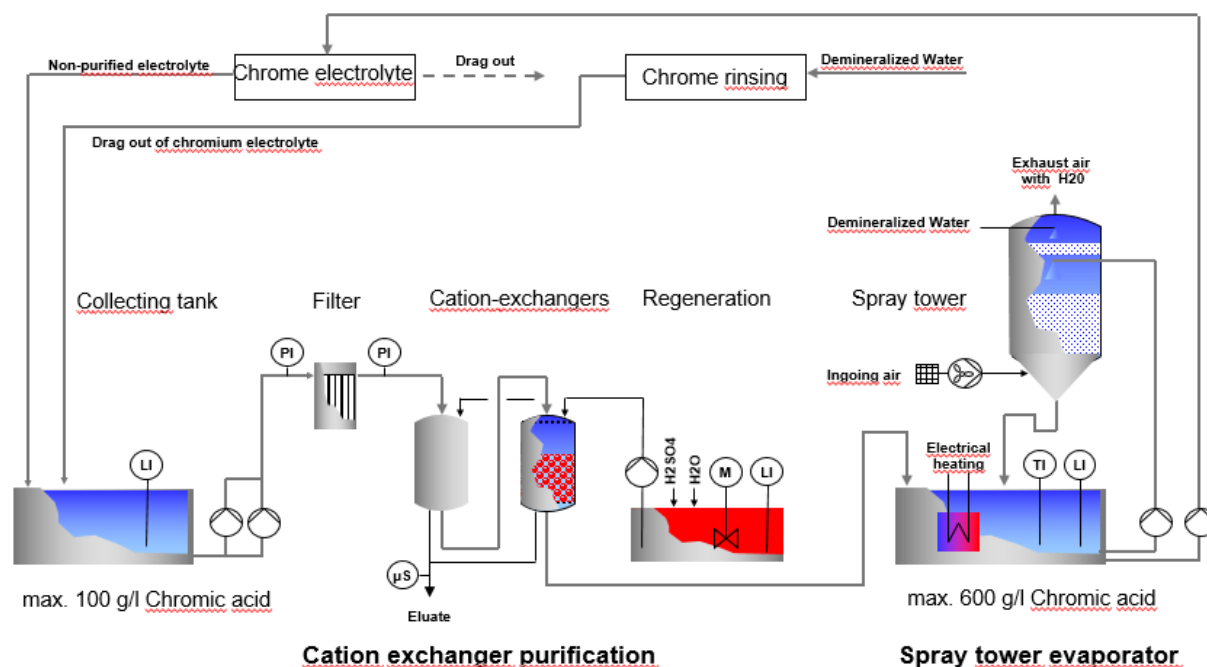 Non-purified electrolyte
Chrome electrolyte
Drag out
Chrome rinsing
Demineralized Water
Drag out of chromium electrolyte
Exhaust air
with H20
Demineralized Water
Collecting tank
Filter
Cation-exchangers
Regeneration
Spray tower
PI
PI
Ingoing air
Electrical
heating
LI
H2SO4
H2O
M
LI
TI
LI
µS
Eluate
max. 100 g/l Chromic acid
max. 600 g/l Chromic acid
Cation exchanger purification
Spray tower evaporator